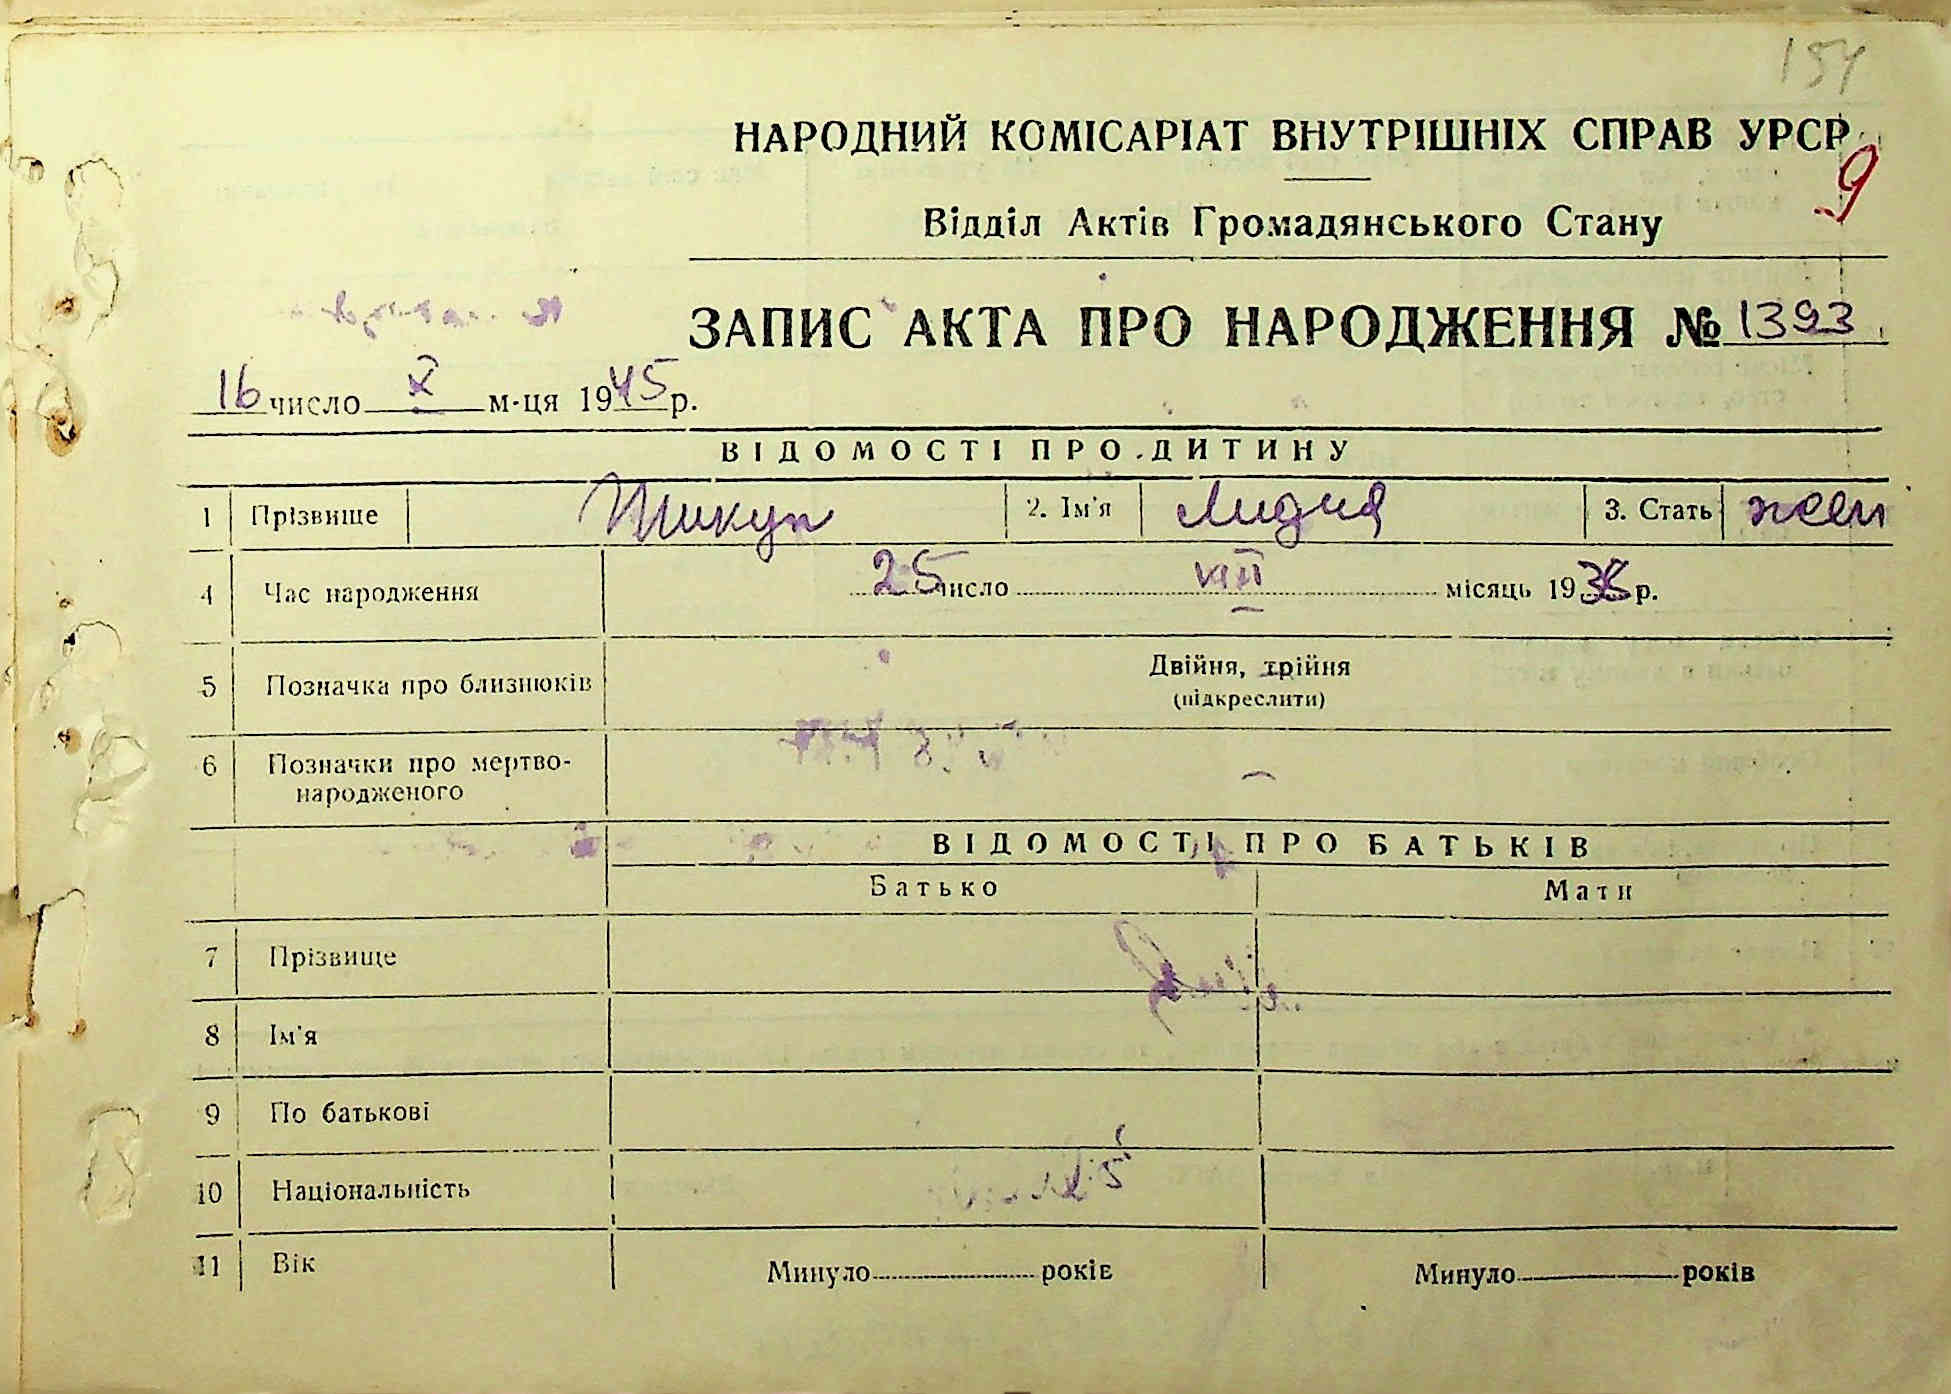 154
НАРОДНИЙ КОМІСАРІАТ ВНУТРІШНІХ СПРАВ УРСР
9
Відділ Актів Громадянського Стану
ЗАПИС АКТА ПРО НАРОДЖЕННЯ № 1393
16 число X м-ця 1945 р.
ВІДОМОСТІ ПРО ДИТИНУ
1 Прізвище Шикун 2. Ім'я Лидия 3. Стать жен
4 Час народження 25 число VIII місяць 1938 р.
5 Позначка про близнюків Двійня, трійня
(підкреслити)
6 Позначки про мертво-
народженого
ВІДОМОСТІ ПРО БАТЬКІВ
Батько Мати
7 Прізвище
8 Ім'я
9 По батькові
10 Національність
11 Вік Минуло років Минуло років